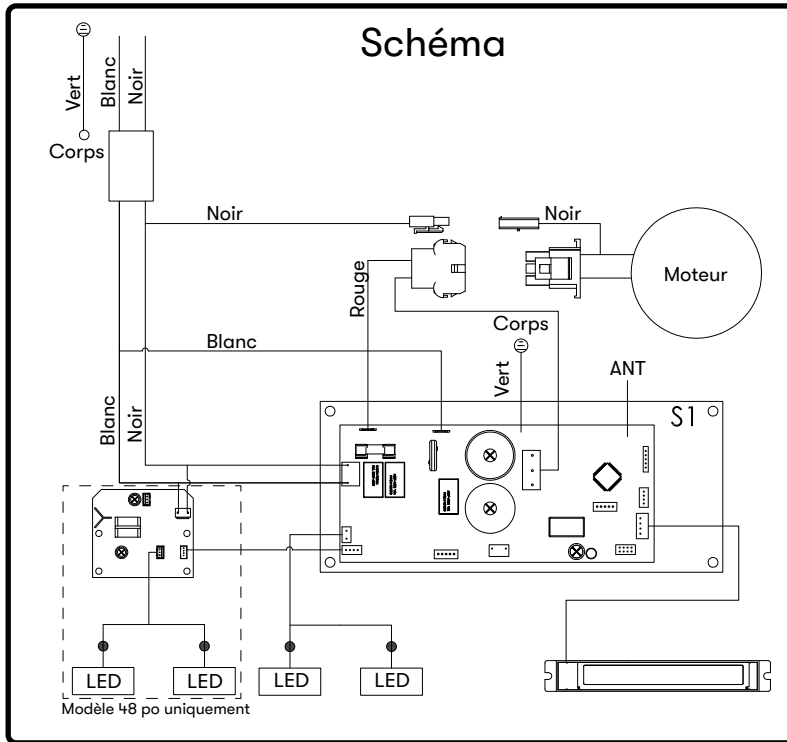 Schéma
Vert
Blanc
Noir
Corps
Noir
Noir
Moteur
Rouge
Corps
Blanc
Vert
ANT
S1
Blanc
Noir
LED
LED
LED
LED
Modèle 48 po uniquement